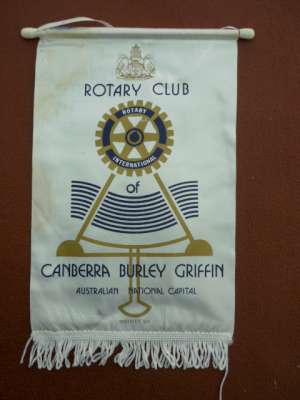 ROTARY CLUB
ROTARY
INTERNATIONAL
of
CANBERRA BURLEY GRIFFIN
AUSTRALIAN NATIONAL CAPITAL